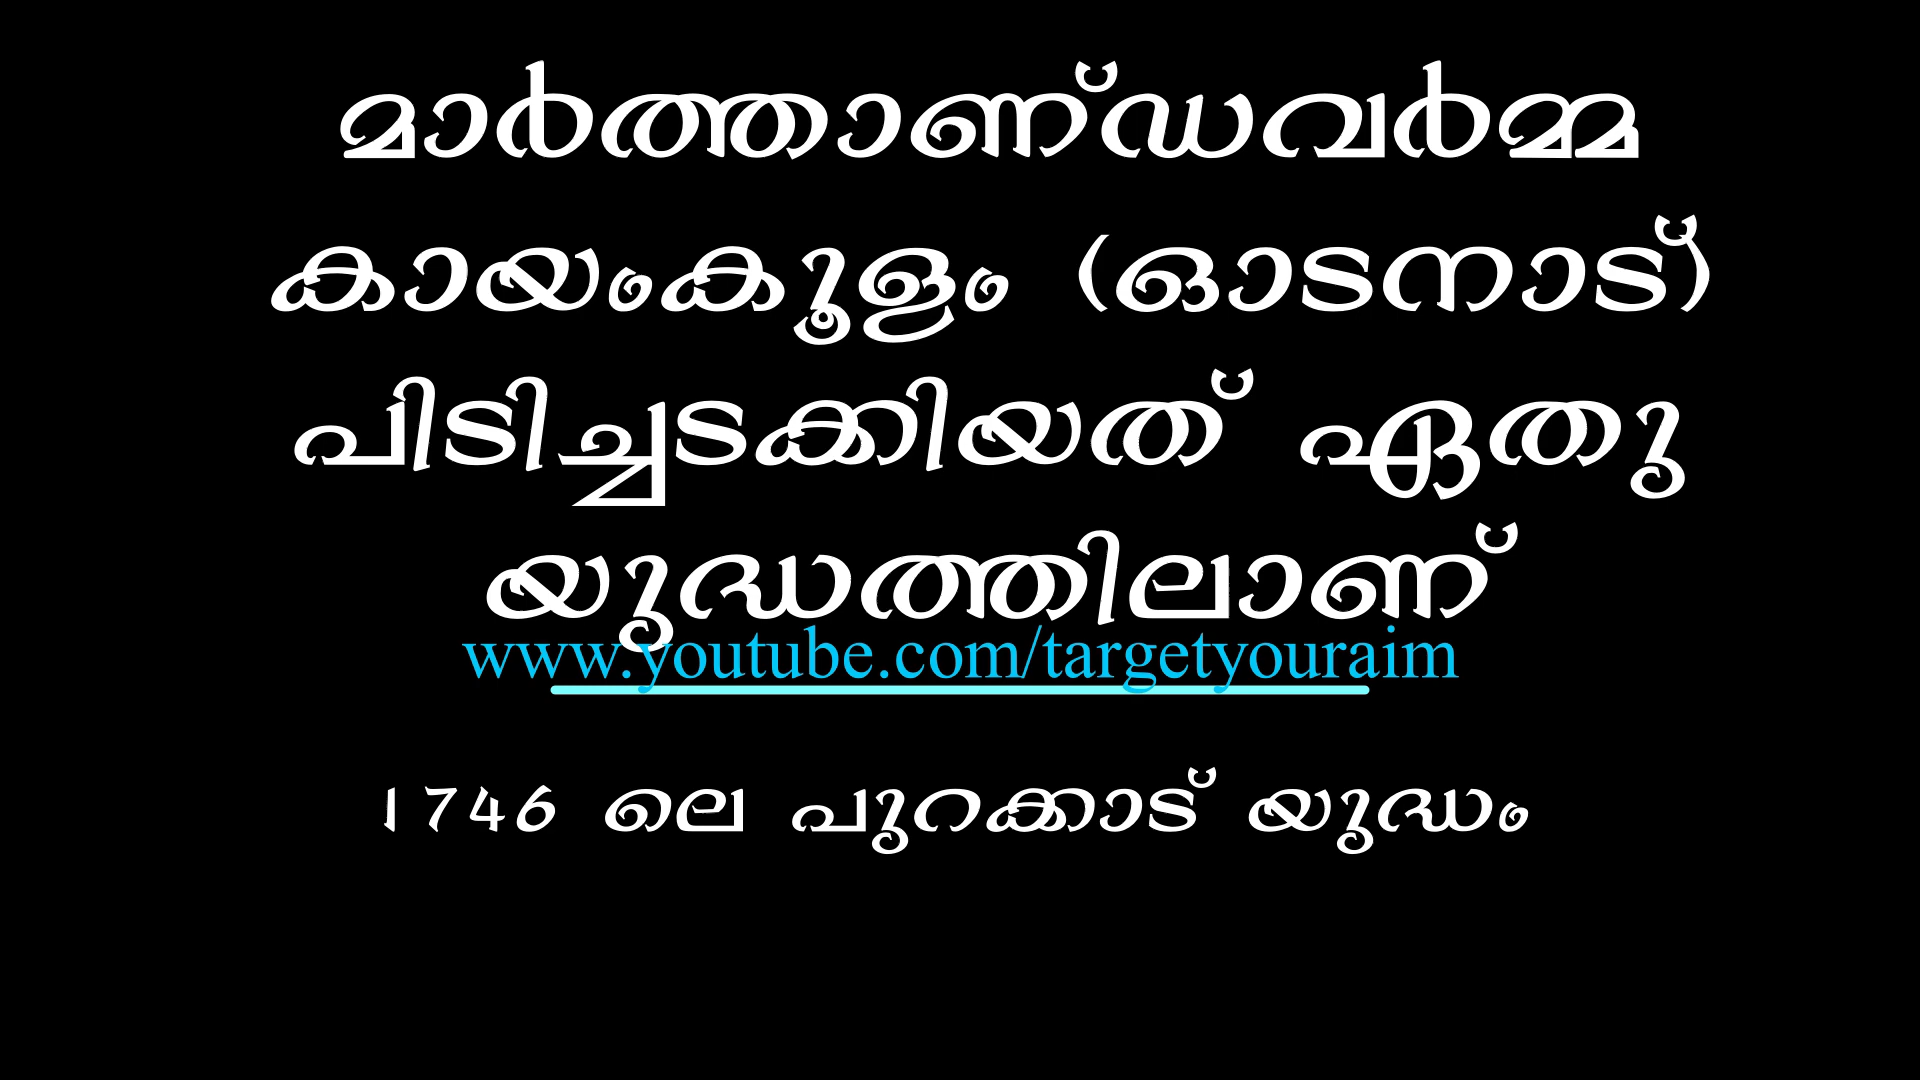 മാർത്താണ്ഡവർമ്മ
കായംകുളം (ഓടനാട്)
പിടിച്ചടക്കിയത് ഏതു
യുദ്ധത്തിലാണ്
www.youtube.com/targetyouraim
1746 ലെ പുറക്കാട് യുദ്ധം